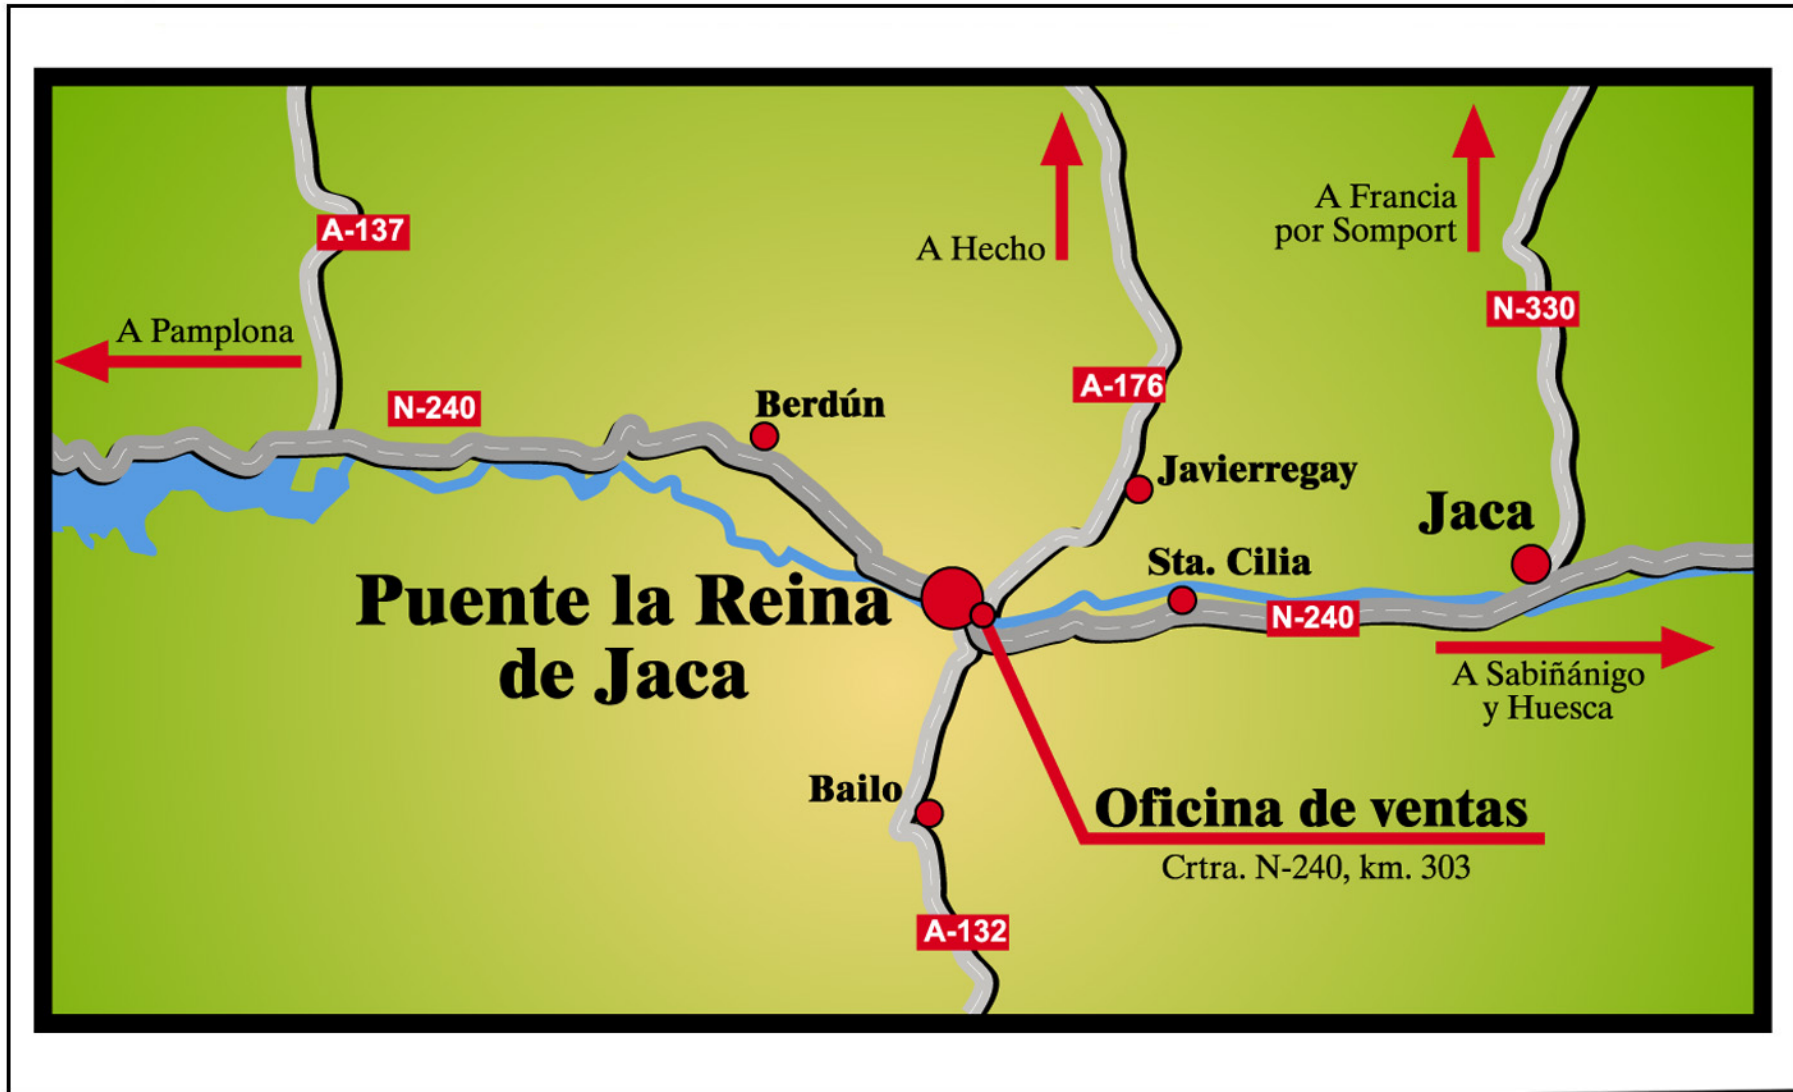 A-137
A Hecho
A Francia
por Somport
N-330
A Pamplona
N-240
Berdún
A-176
Javierregay
Jaca
Sta. Cilia
Puente la Reina
de Jaca
N-240
A Sabiñánigo
y Huesca
Bailo
Oficina de ventas
Crtra. N-240, km. 303
A-132